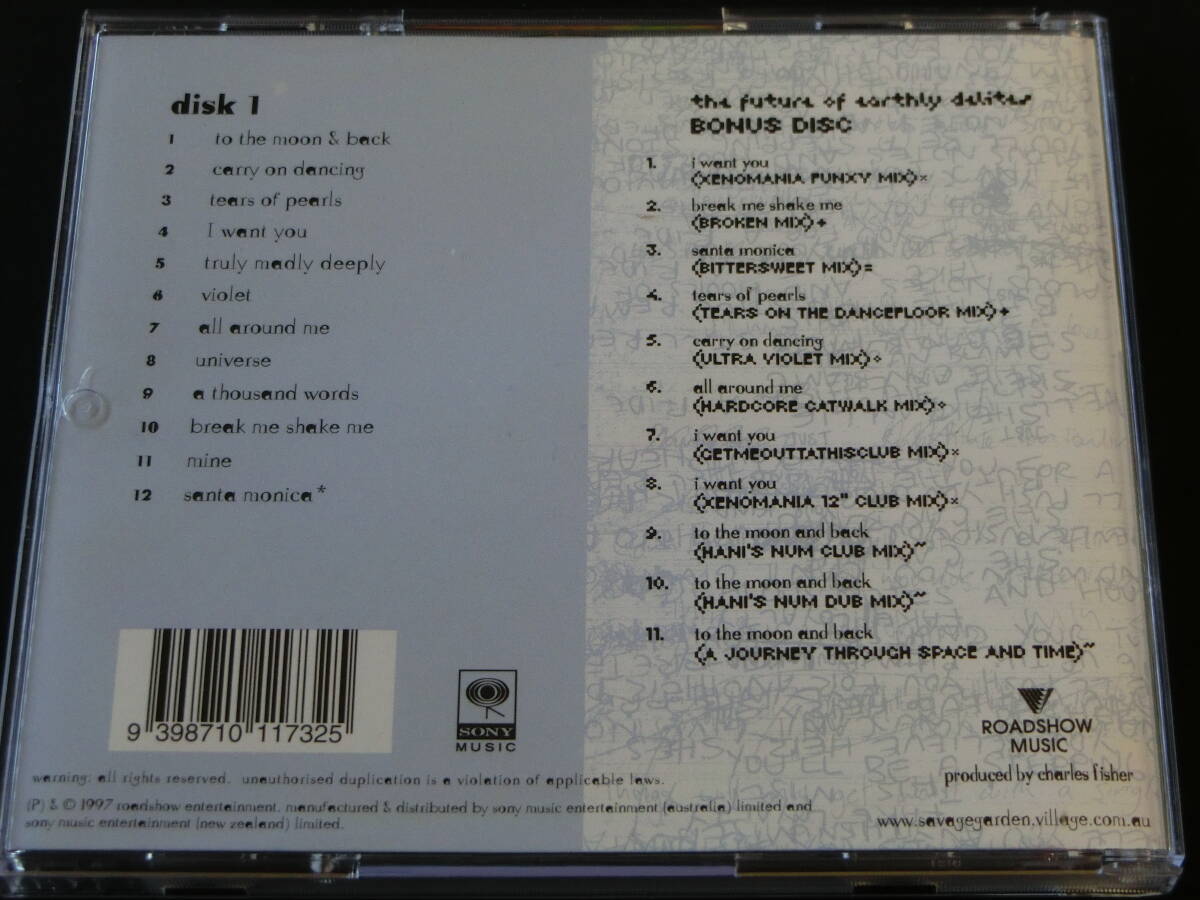 disk 1
1 to the moon & back
2 carry on dancing
3 tears of pearls
4 I want you
5 truly madly deeply
6 violet
7 all around me
8 universe
9 a thousand words
10 break me shake me
11 mine
12 santa monica*
9 398710 117325
SONY
MUSIC
the future of earthly delites
BONUS DISC
1. i want you
(XENOMANIA FUNXY MIX)×
2. break me shake me
(BROKEN MIX)+
3. santa monica
(BITTERSWEET MIX)=
4. tears of pearls
(TEARS ON THE DANCEFLOOR MIX)+
5. carry on dancing
(ULTRA VIOLET MIX)⋄
6. all around me
(HARDCORE CATWALK MIX)⋄
7. i want you
(GETMEOUTTATHISCLUB MIX)×
8. i want you
(XENOMANIA 12" CLUB MIX)×
9. to the moon and back
(HANI'S NUM CLUB MIX)~
10. to the moon and back
(HANI'S NUM DUB MIX)~
11. to the moon and back
(A JOURNEY THROUGH SPACE AND TIME)~
ROADSHOW
MUSIC
produced by charles fisher
www.savagegarden.village.com.au
warning: all rights reserved. unauthorised duplication is a violation of applicable laws.
(P) & © 1997 roadshow entertainment. manufactured & distributed by sony music entertainment (australia) limited and
sony music entertainment (new zealand) limited.